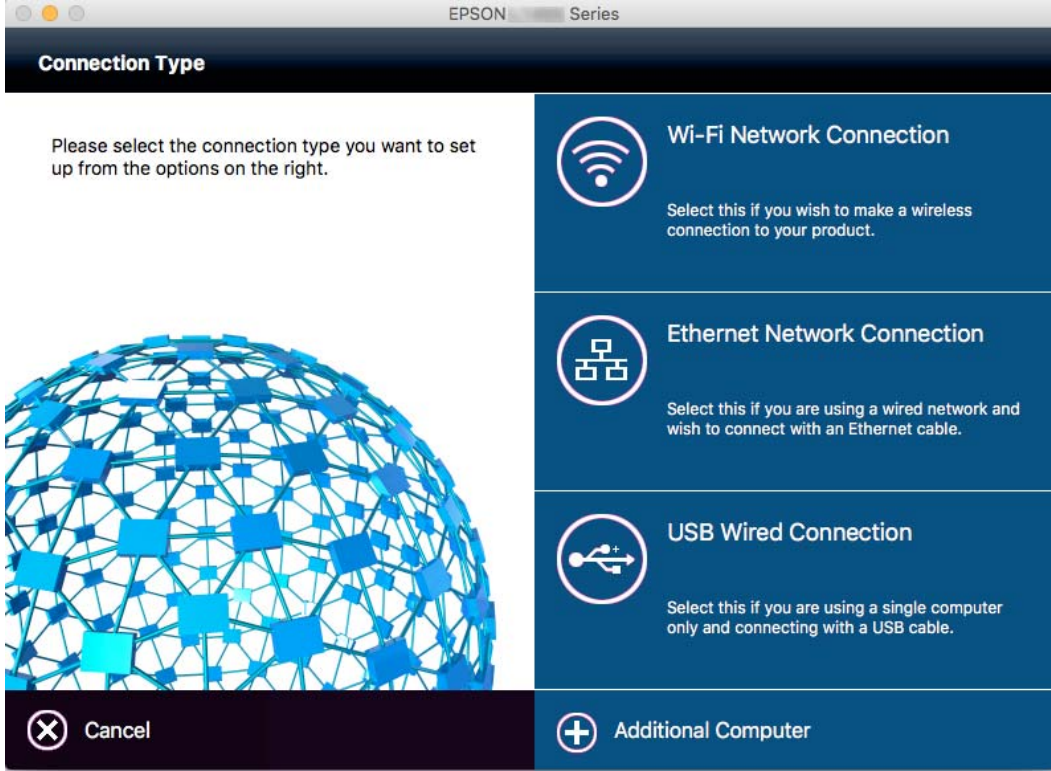 EPSON Series
Connection Type
Please select the connection type you want to set
up from the options on the right.
Wi-Fi Network Connection
Select this if you wish to make a wireless
connection to your product.
Ethernet Network Connection
Select this if you are using a wired network and
wish to connect with an Ethernet cable.
USB Wired Connection
Select this if you are using a single computer
only and connecting with a USB cable.
Cancel
Additional Computer